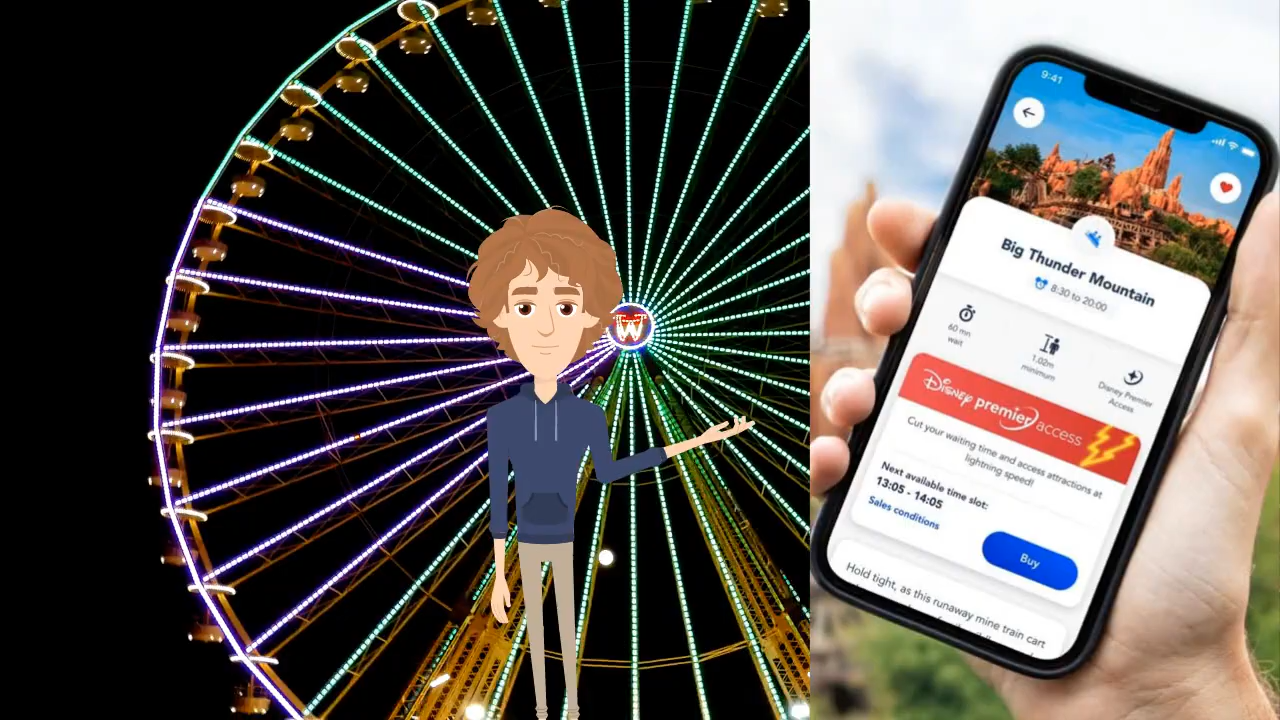 W
9:41
Big Thunder Mountain
8:30 to 20:00
60 mn
wait
1.02m
minimum
Disney Premier
Access
Disney premier access
Cut your waiting time and access attractions at
lightning speed!
Next available time slot:
13:05 - 14:05
Sales conditions
Buy
Hold tight, as this runaway mine train cart